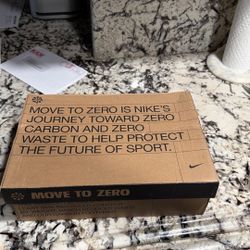 MOVE TO ZERO IS NIKE'S
JOURNEY TOWARD ZERO
CARBON AND ZERO
WASTE TO HELP PROTECT
THE FUTURE OF SPORT.
MOVE TO ZERO